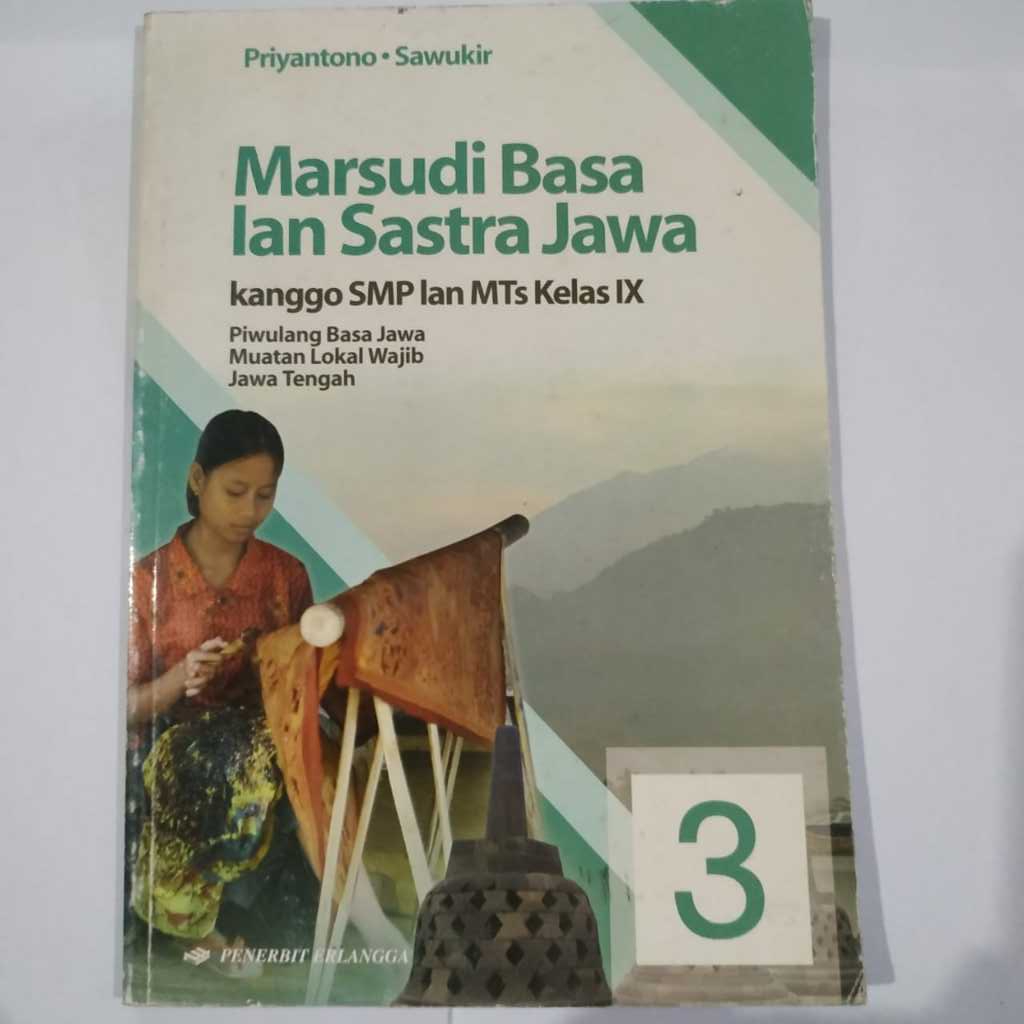 Priyantono • Sawukir
Marsudi Basa
lan Sastra Jawa
kanggo SMP lan MTs Kelas IX
Piwulang Basa Jawa
Muatan Lokal Wajib
Jawa Tengah
3
PENERBIT ERLANGGA